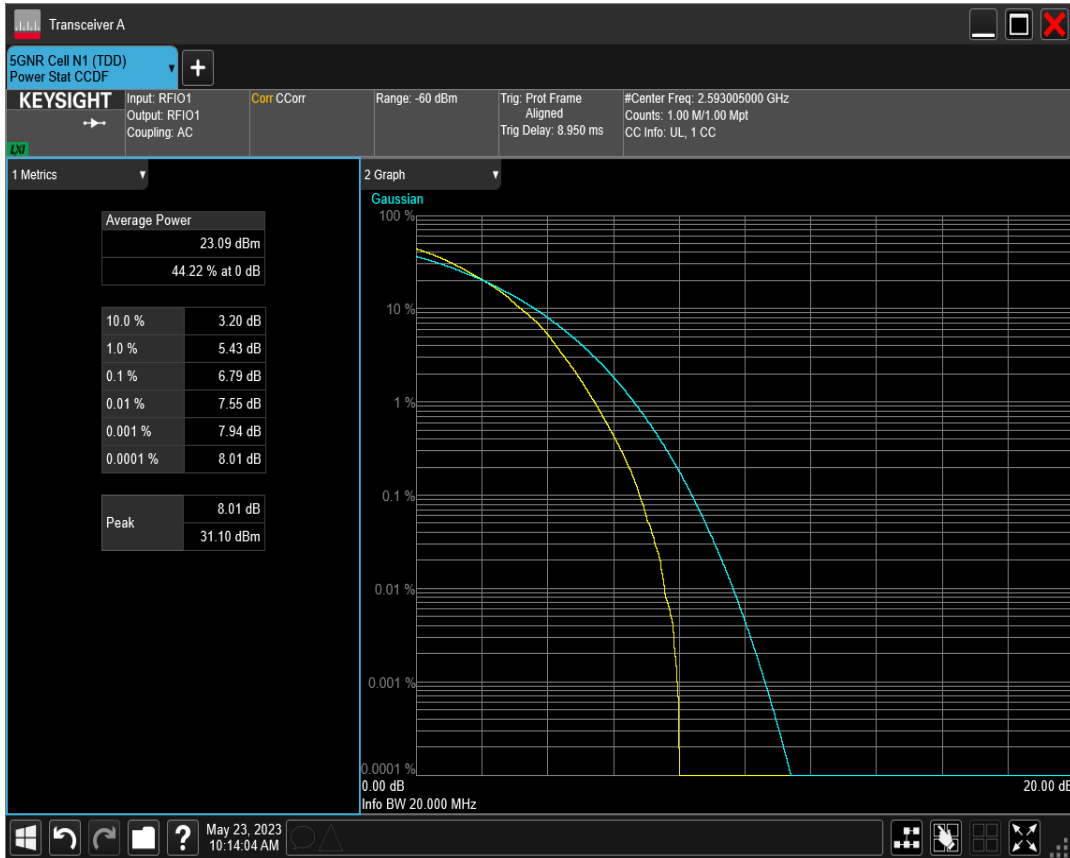 Transceiver A
5GNR Cell N1 (TDD)
Power Stat CCDF
+
KEYSIGHT
LXI
Input: RFIO1
Output: RFIO1
Coupling: AC
Corr CCorr
Range: -60 dBm
Trig: Prot Frame
Aligned
Trig Delay: 8.950 ms
#Center Freq: 2.593005000 GHz
Counts: 1.00 M/1.00 Mpt
CC Info: UL, 1 CC
1 Metrics
Average Power
23.09 dBm
44.22 % at 0 dB
10.0 % 3.20 dB
1.0 % 5.43 dB
0.1 % 6.79 dB
0.01 % 7.55 dB
0.001 % 7.94 dB
0.0001 % 8.01 dB
Peak 8.01 dB
31.10 dBm
2 Graph
Gaussian
100 %
10 %
1 %
0.1 %
0.01 %
0.001 %
0.0001 %
0.00 dB 20.00 dB
Info BW 20.000 MHz
? May 23, 2023
10:14:04 AM